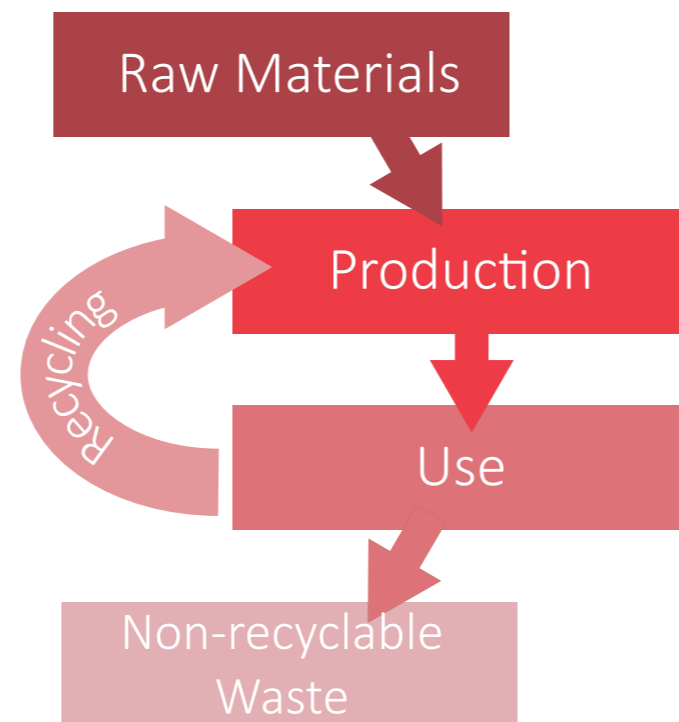 Raw Materials
Production
Recycling
Use
Non-recyclable
Waste